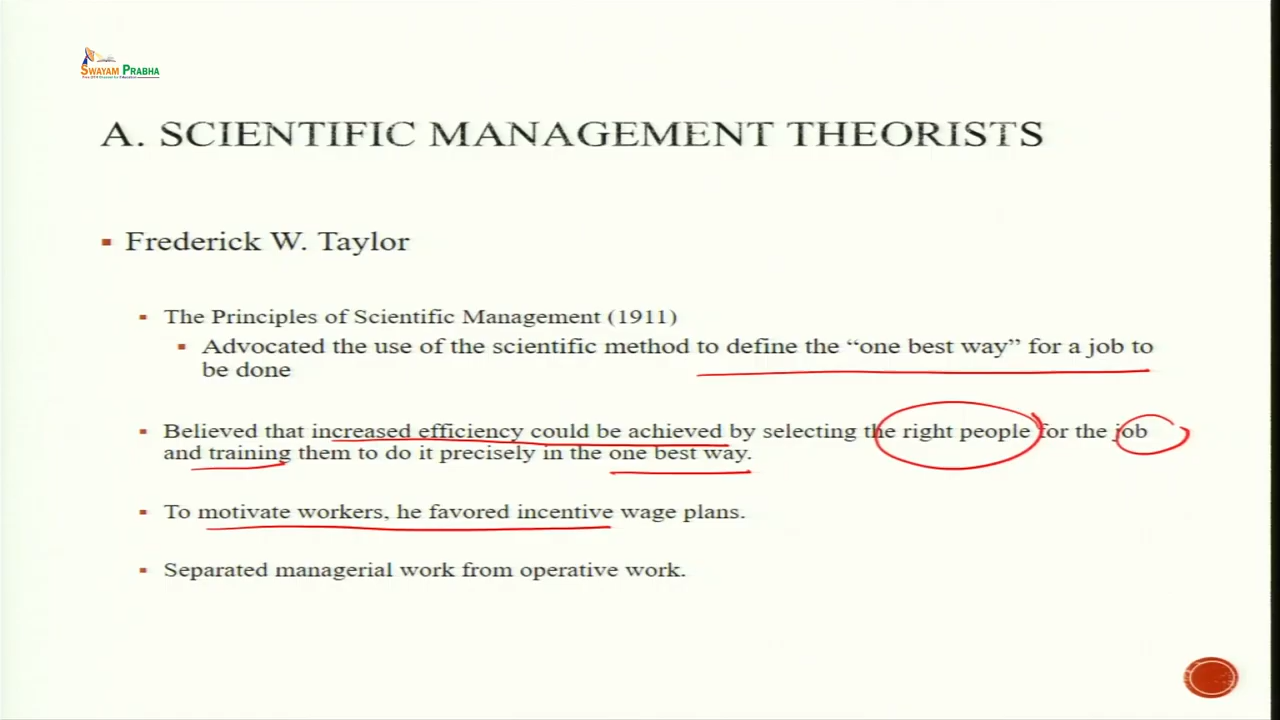 SWAYAM PRABHA
A. SCIENTIFIC MANAGEMENT THEORISTS
Frederick W. Taylor
The Principles of Scientific Management (1911)
Advocated the use of the scientific method to define the “one best way” for a job to
be done
Believed that increased efficiency could be achieved by selecting the right people for the job
and training them to do it precisely in the one best way.
To motivate workers, he favored incentive wage plans.
Separated managerial work from operative work.